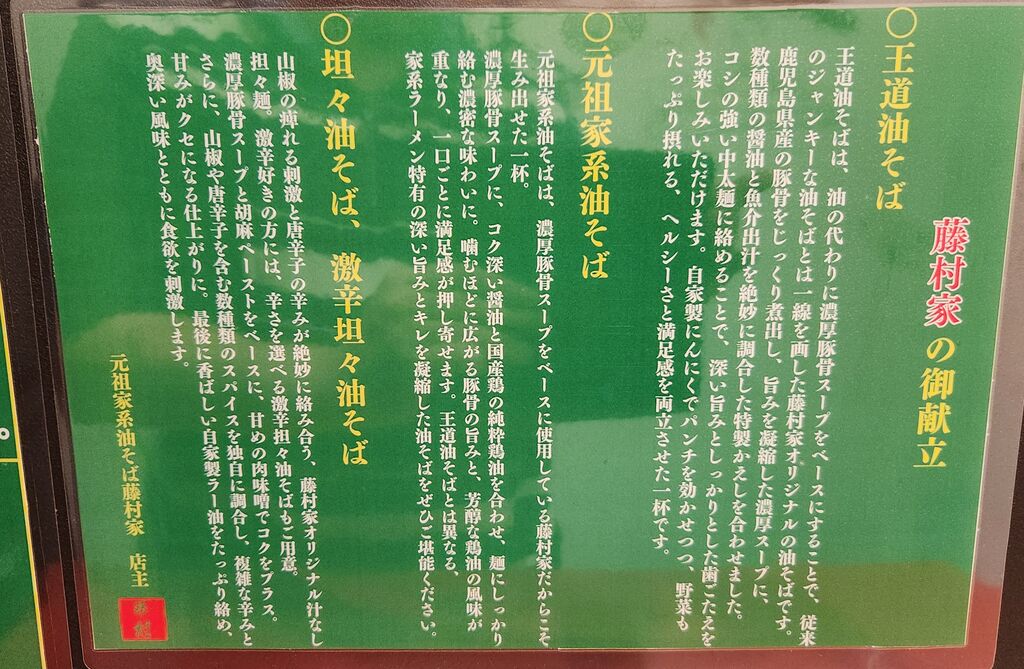 藤村家の御献立
○王道油そば
王道油そばは、油の代わりに濃厚豚骨スープをベースにすることで、従来
のジャンキーな油そばとは一線を画した藤村家オリジナルの油そばです。
鹿児島県産の豚骨をじっくり煮出し、旨みを凝縮した濃厚スープに、
数種類の醤油と魚介出汁を絶妙に調合した特製かえしを合わせました。
コシの強い中太麺に絡めることで、深い旨みとしっかりとした歯ごたえを
お楽しみいただけます。自家製にんにくでパンチを効かせつつ、野菜も
たっぷり摂れる、ヘルシーさと満足感を両立させた一杯です。
○元祖家系油そば
元祖家系油そばは、濃厚豚骨スープをベースに使用している藤村家だからこそ
生み出せた一杯。
濃厚豚骨スープに、コク深い醤油と国産鶏の純粋鶏油を合わせ、麺にしっかり
絡む濃密な味わいに。噛むほどに広がる豚骨の旨みと、芳醇な鶏油の風味が
重なり、一口ごとに満足感が押し寄せます。王道油そばとは異なる、
家系ラーメン特有の深い旨みとキレを凝縮した油そばをぜひご堪能ください。
○坦々油そば、激辛坦々油そば
山椒の痺れる刺激と唐辛子の辛みが絶妙に絡み合う、藤村家オリジナル汁なし
担々麺。激辛好きの方には、辛さを選べる激辛担々油そばもご用意。
濃厚豚骨スープと胡麻ペーストをベースに、甘めの肉味噌でコクをプラス。
さらに、山椒や唐辛子を含む数種類のスパイスを独自に調合し、複雑な辛みと
甘みがクセになる仕上がりに。最後に香ばしい自家製ラー油をたっぷり絡め、
奥深い風味とともに食欲を刺激します。
元祖家系油そば藤村家 店主